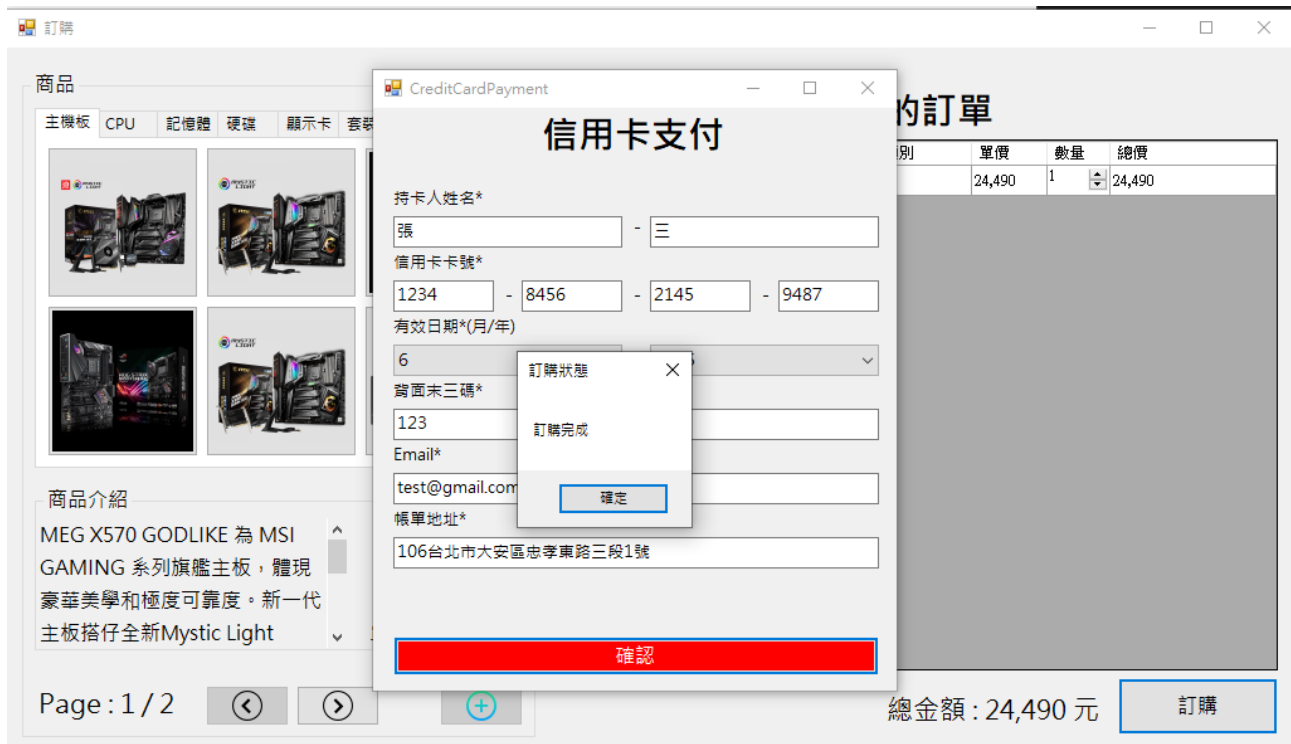 訂購
商品
主機板 CPU 記憶體 硬碟 顯示卡 套裝
MYSTIC LIGHT
MYSTIC LIGHT
MYSTIC LIGHT
商品介紹
MEG X570 GODLIKE 為 MSI
GAMING 系列旗艦主板，體現
豪華美學和極度可靠度。新一代
主板搭仔全新Mystic Light
Page : 1 / 2
CreditCardPayment
信用卡支付
持卡人姓名*
張 - 三
信用卡卡號*
1234 - 8456 - 2145 - 9487
有效日期*(月/年)
6
背面末三碼*
123
Email*
test@gmail.com
帳單地址*
106台北市大安區忠孝東路三段1號
確認
訂購狀態
訂購完成
確定
的訂單
別 單價 數量 總價
24,490 1 24,490
總金額 : 24,490 元
訂購